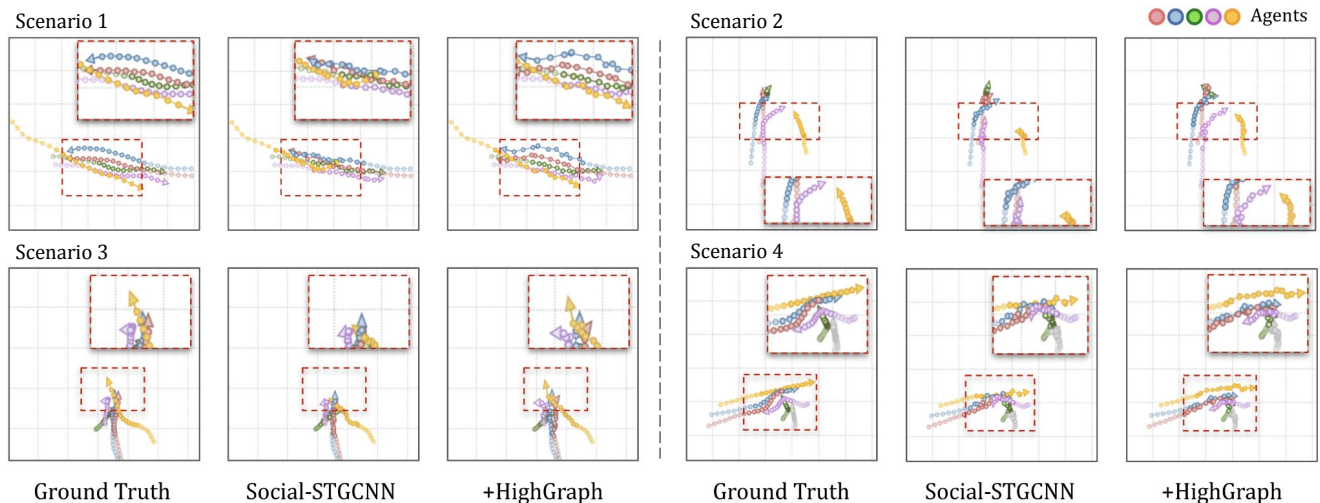 Scenario 1
Scenario 2
Agents
Scenario 3
Scenario 4
Ground Truth
Social-STGCNN
+HighGraph
Ground Truth
Social-STGCNN
+HighGraph